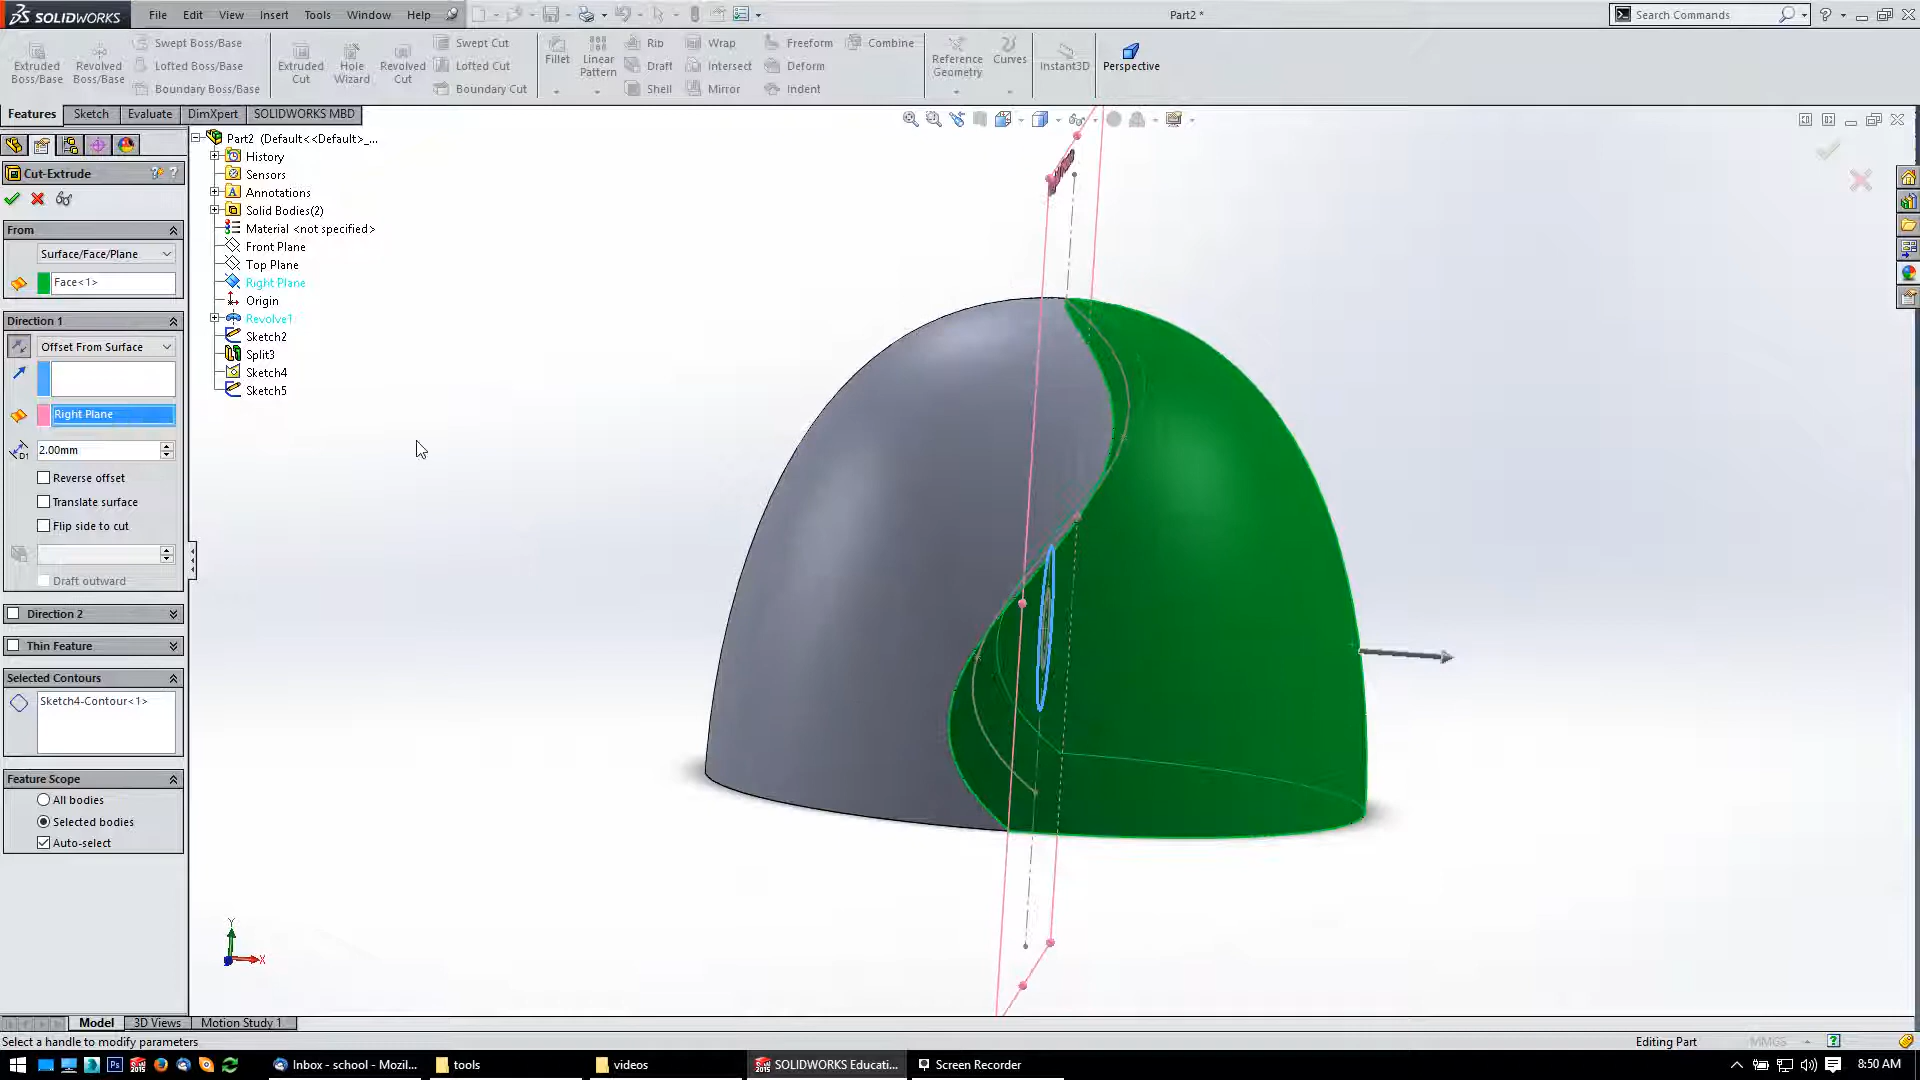 SOLIDWORKS File Edit View Insert Tools Window Help Part2 * Search Commands
Extruded Boss/Base
Revolved Boss/Base
Swept Boss/Base
Lofted Boss/Base
Boundary Boss/Base
Extruded Cut
Hole Wizard
Revolved Cut
Swept Cut
Lofted Cut
Boundary Cut
Fillet
Linear Pattern
Rib
Draft
Shell
Wrap
Intersect
Mirror
Freeform
Deform
Indent
Combine
Reference Geometry
Curves
Instant3D
Perspective
Features Sketch Evaluate DimXpert SOLIDWORKS MBD
Cut-Extrude
From
Surface/Face/Plane
Face<1>
Direction 1
Offset From Surface
Right Plane
D1
2.00mm
Reverse offset
Translate surface
Flip side to cut
Draft outward
Direction 2
Thin Feature
Selected Contours
Sketch4-Contour<1>
Feature Scope
All bodies
Selected bodies
Auto-select
Part2 (Default<<Default>_...
History
Sensors
Annotations
Solid Bodies(2)
Material <not specified>
Front Plane
Top Plane
Right Plane
Origin
Revolve1
Sketch2
Split3
Sketch4
Sketch5
Y
X
Model 3D Views Motion Study 1
Select a handle to modify parameters Editing Part MMGS
Inbox - school - Mozil... tools videos SOLIDWORKS Educati... Screen Recorder 8:50 AM